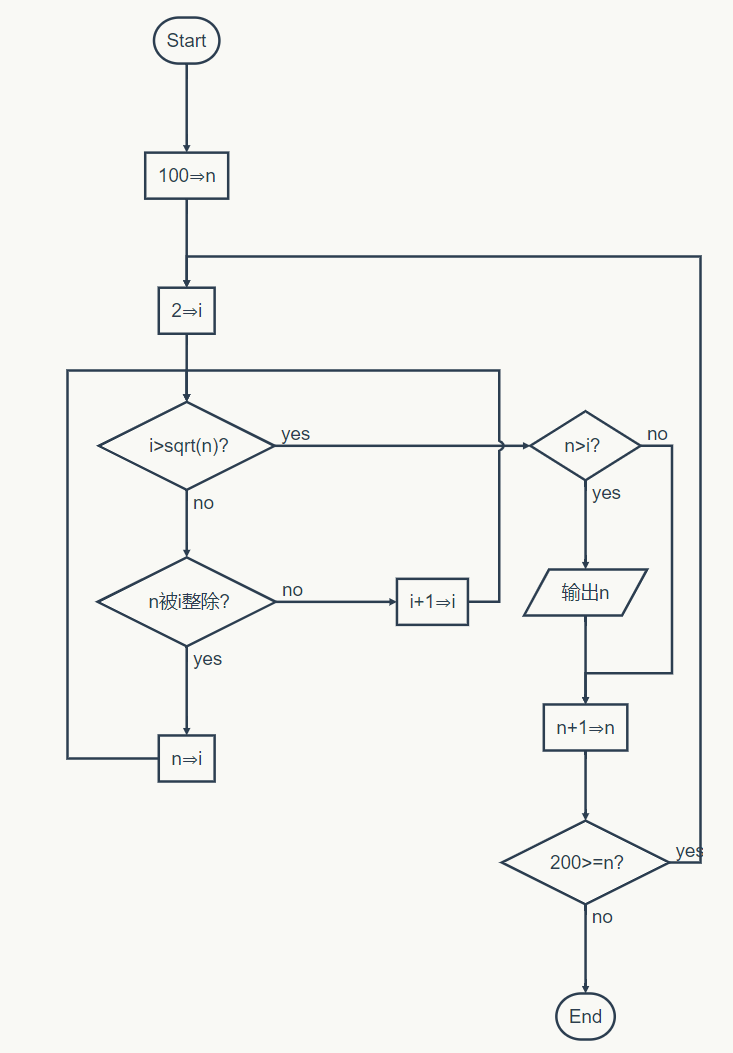 Start
100⇒n
2⇒i
i>sqrt(n)?
yes
no
n被i整除?
no
yes
i+1⇒i
n⇒i
n>i?
no
yes
输出n
n+1⇒n
200>=n?
yes
no
End